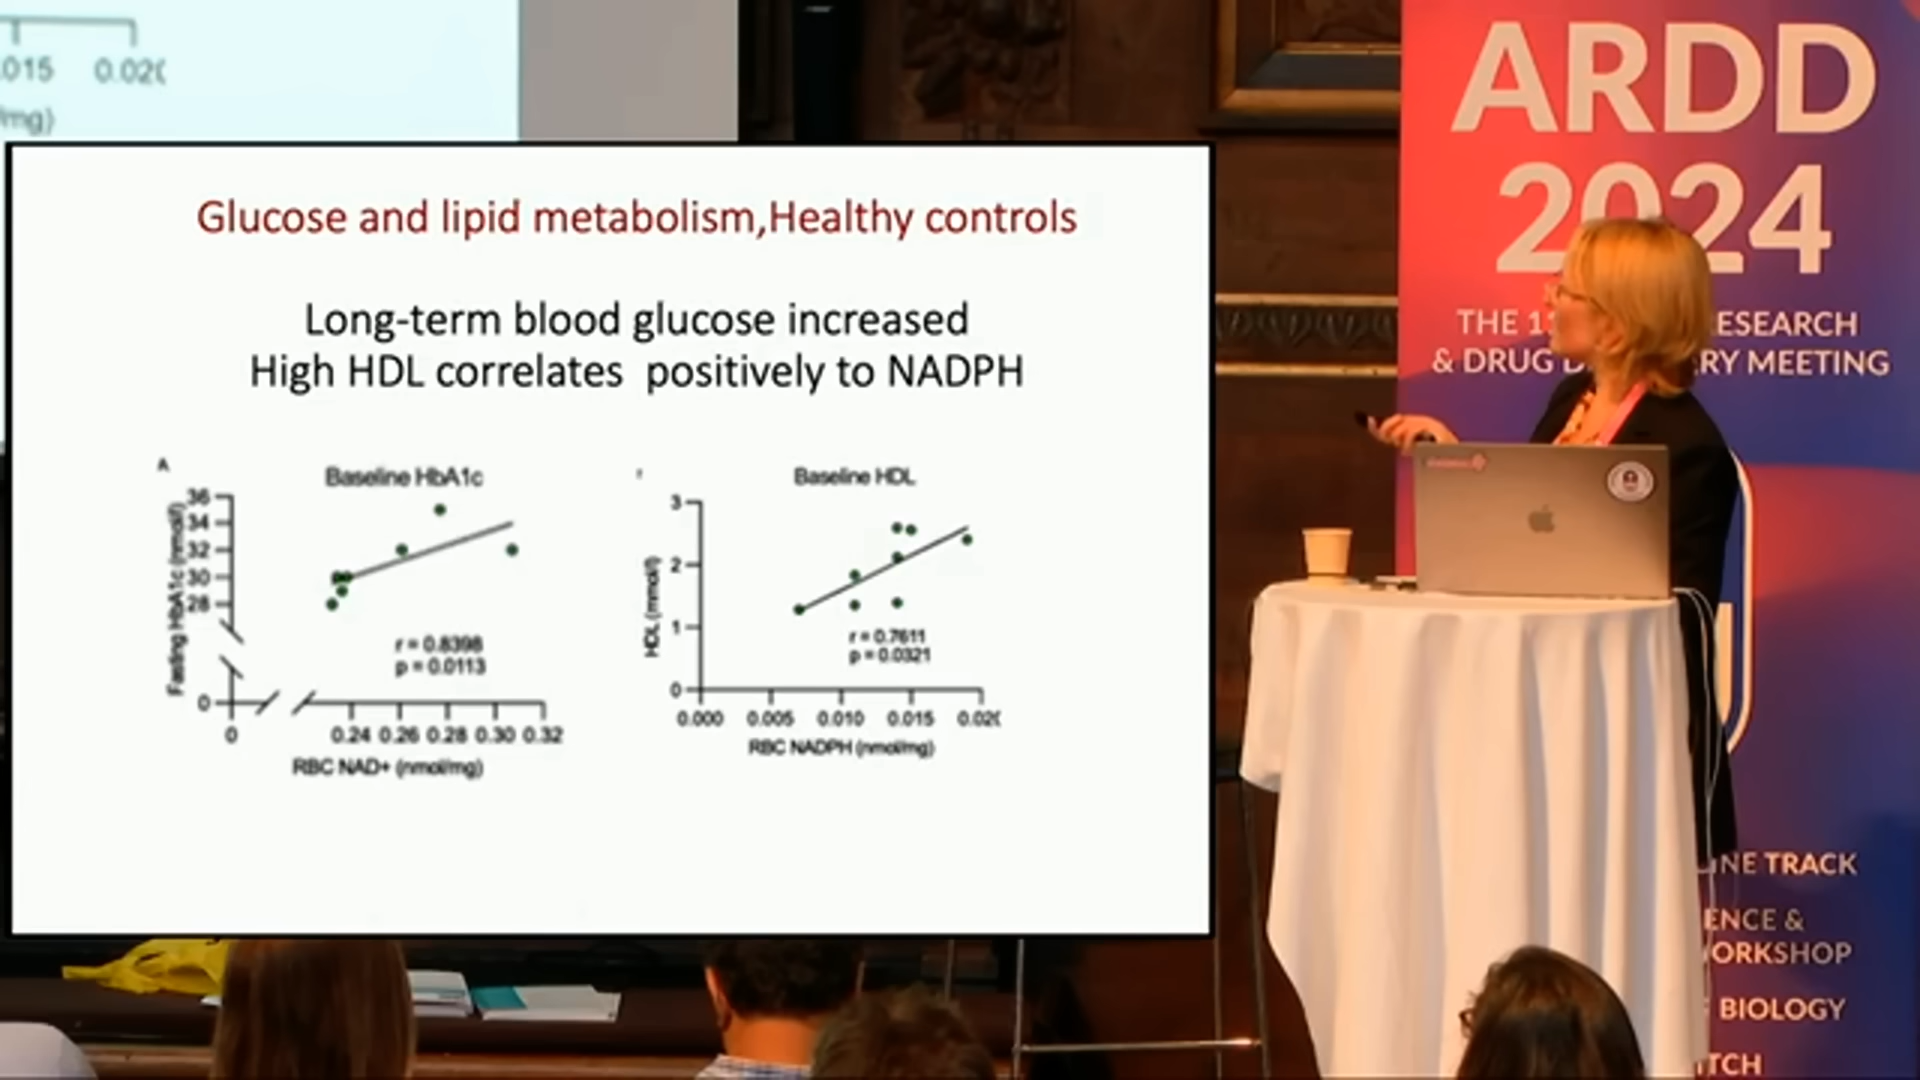 .015 0.02(
/mg)
Glucose and lipid metabolism,Healthy controls
Long-term blood glucose increased
High HDL correlates positively to NADPH
A
Baseline HbA1c
Fasting HbA1c (nmol/l)
36
34
32
30
28
0
r = 0.8398
p = 0.0113
0 0.24 0.26 0.28 0.30 0.32
RBC NAD+ (nmol/mg)
Baseline HDL
HDL (mmol/l)
3
2
1
0
r = 0.7611
p = 0.0321
0.000 0.005 0.010 0.015 0.02(
RBC NADPH (nmol/mg)
ARDD
2024
THE 1 ESEARCH
& DRUG D RY MEETING
INE TRACK
ENCE &
ORKSHOP
BIOLOGY
ITCH